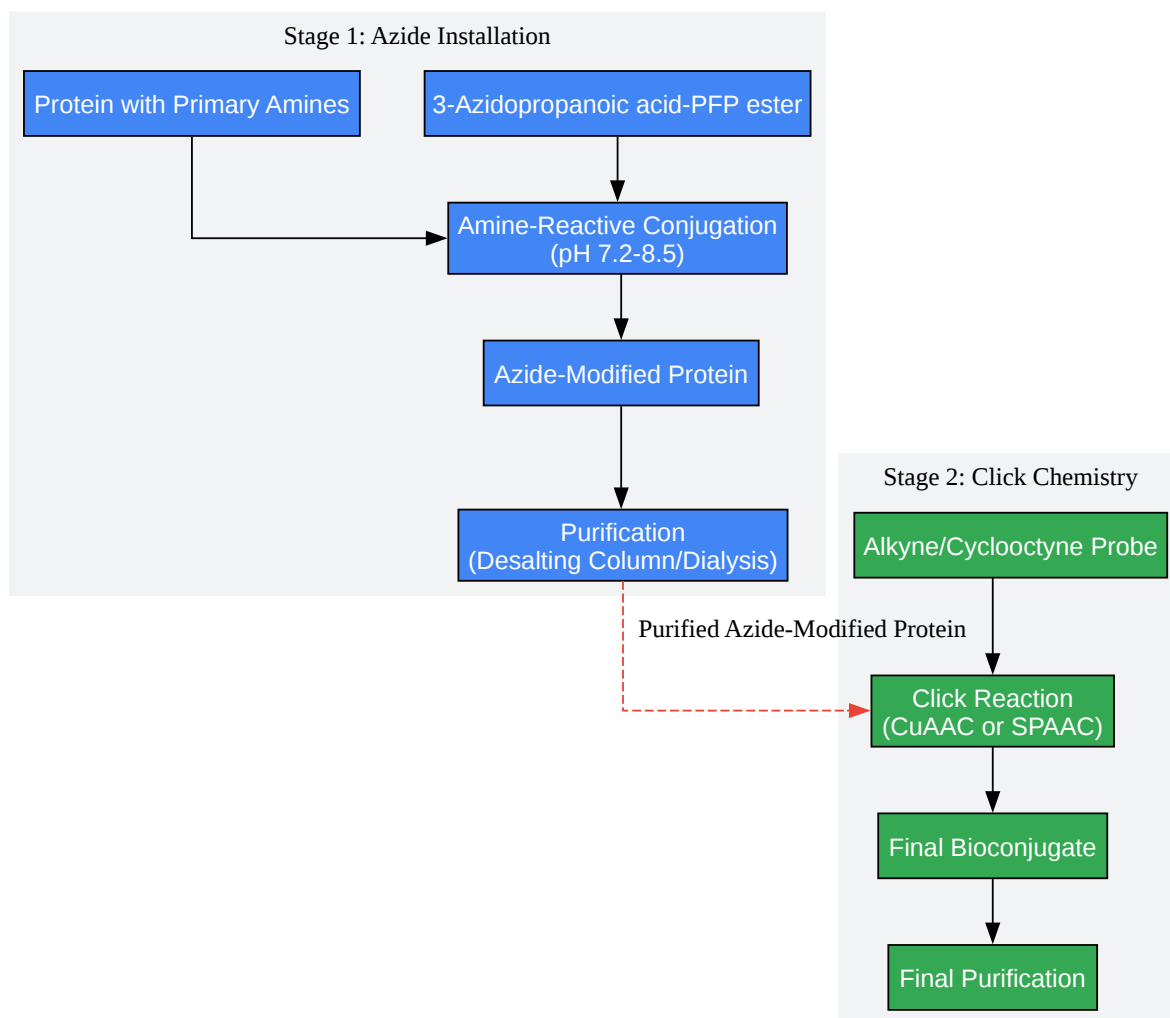 Stage 1: Azide Installation
Protein with Primary Amines
3-Azidopropanoic acid-PFP ester
Amine-Reactive Conjugation
(pH 7.2-8.5)
Azide-Modified Protein
Purification
(Desalting Column/Dialysis)
Purified Azide-Modified Protein
Stage 2: Click Chemistry
Alkyne/Cyclooctyne Probe
Click Reaction
(CuAAC or SPAAC)
Final Bioconjugate
Final Purification